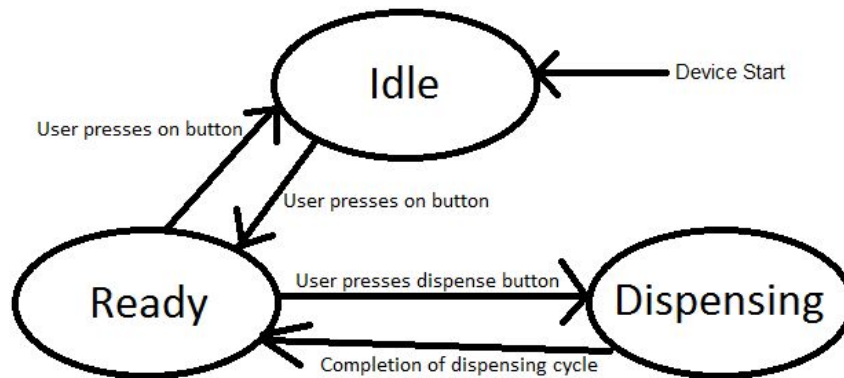 Idle
Device Start
User presses on button
User presses on button
Ready
User presses dispense button
Dispensing
Completion of dispensing cycle